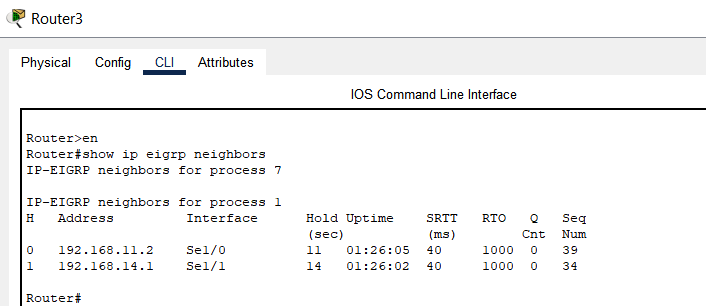 Router3
Physical Config CLI Attributes
IOS Command Line Interface
Router>en
Router#show ip eigrp neighbors
IP-EIGRP neighbors for process 7
IP-EIGRP neighbors for process 1
H Address Interface Hold Uptime SRTT RTO Q Seq
(sec) (ms) Cnt Num
0 192.168.11.2 Se1/0 11 01:26:05 40 1000 0 39
1 192.168.14.1 Se1/1 14 01:26:02 40 1000 0 34
Router#